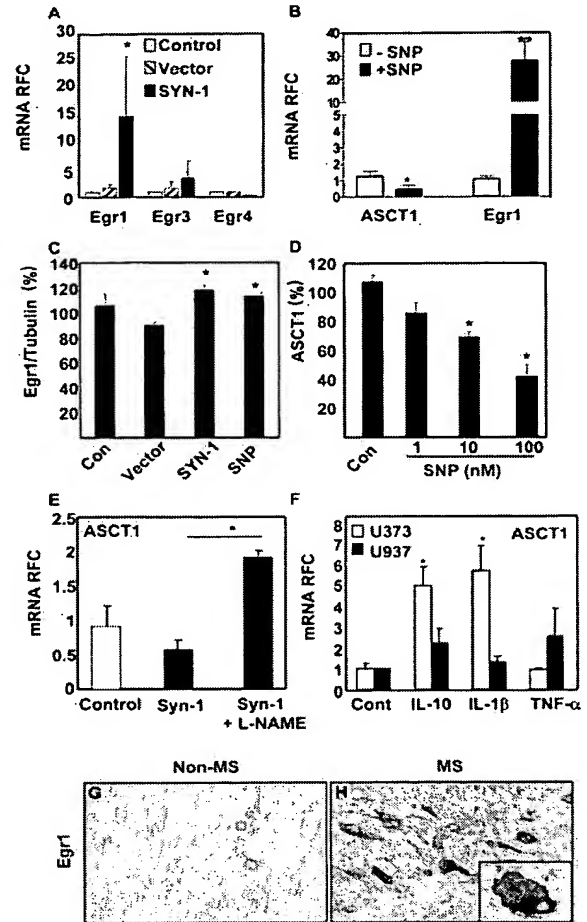 A
30
25
20
15
10
5
0
mRNA RFC
Control
Vector
SYN-1
*
Egr1 Egr3 Egr4
B
40
30
20
10
5
4
3
2
1
0
mRNA RFC
- SNP
+SNP
*
**
ASCT1 Egr1
C
140
120
100
80
60
40
20
Egr1/Tubulin (%)
* *
Con Vector SYN-1 SNP
D
120
100
80
60
40
20
ASCT1 (%)
*
*
Con 1 10 100
SNP (nM)
E
2.5
2
1.5
1
0.5
0
mRNA RFC
ASCT1
*
Control Syn-1 Syn-1
+ L-NAME
F
8
7
6
5
4
3
2
1
0
mRNA RFC
U373
U937
ASCT1
* *
Cont IL-10 IL-1β TNF-α
Non-MS MS
G H
Egr1